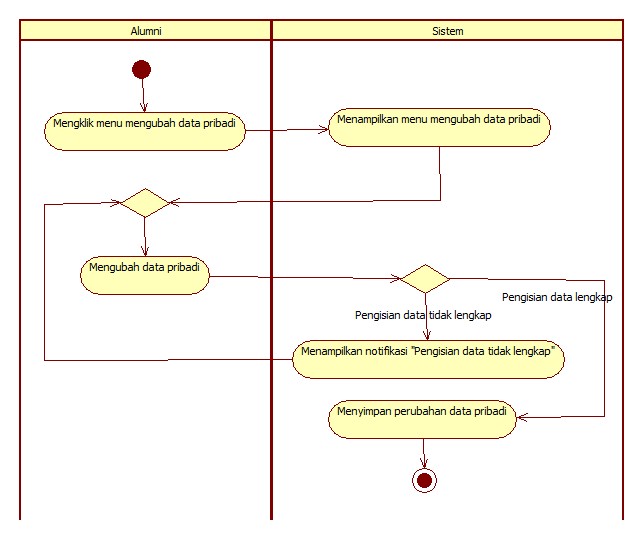 Alumni
Sistem
Mengklik menu mengubah data pribadi
Menampilkan menu mengubah data pribadi
Mengubah data pribadi
Pengisian data lengkap
Pengisian data tidak lengkap
Menampilkan notifikasi "Pengisian data tidak lengkap"
Menyimpan perubahan data pribadi